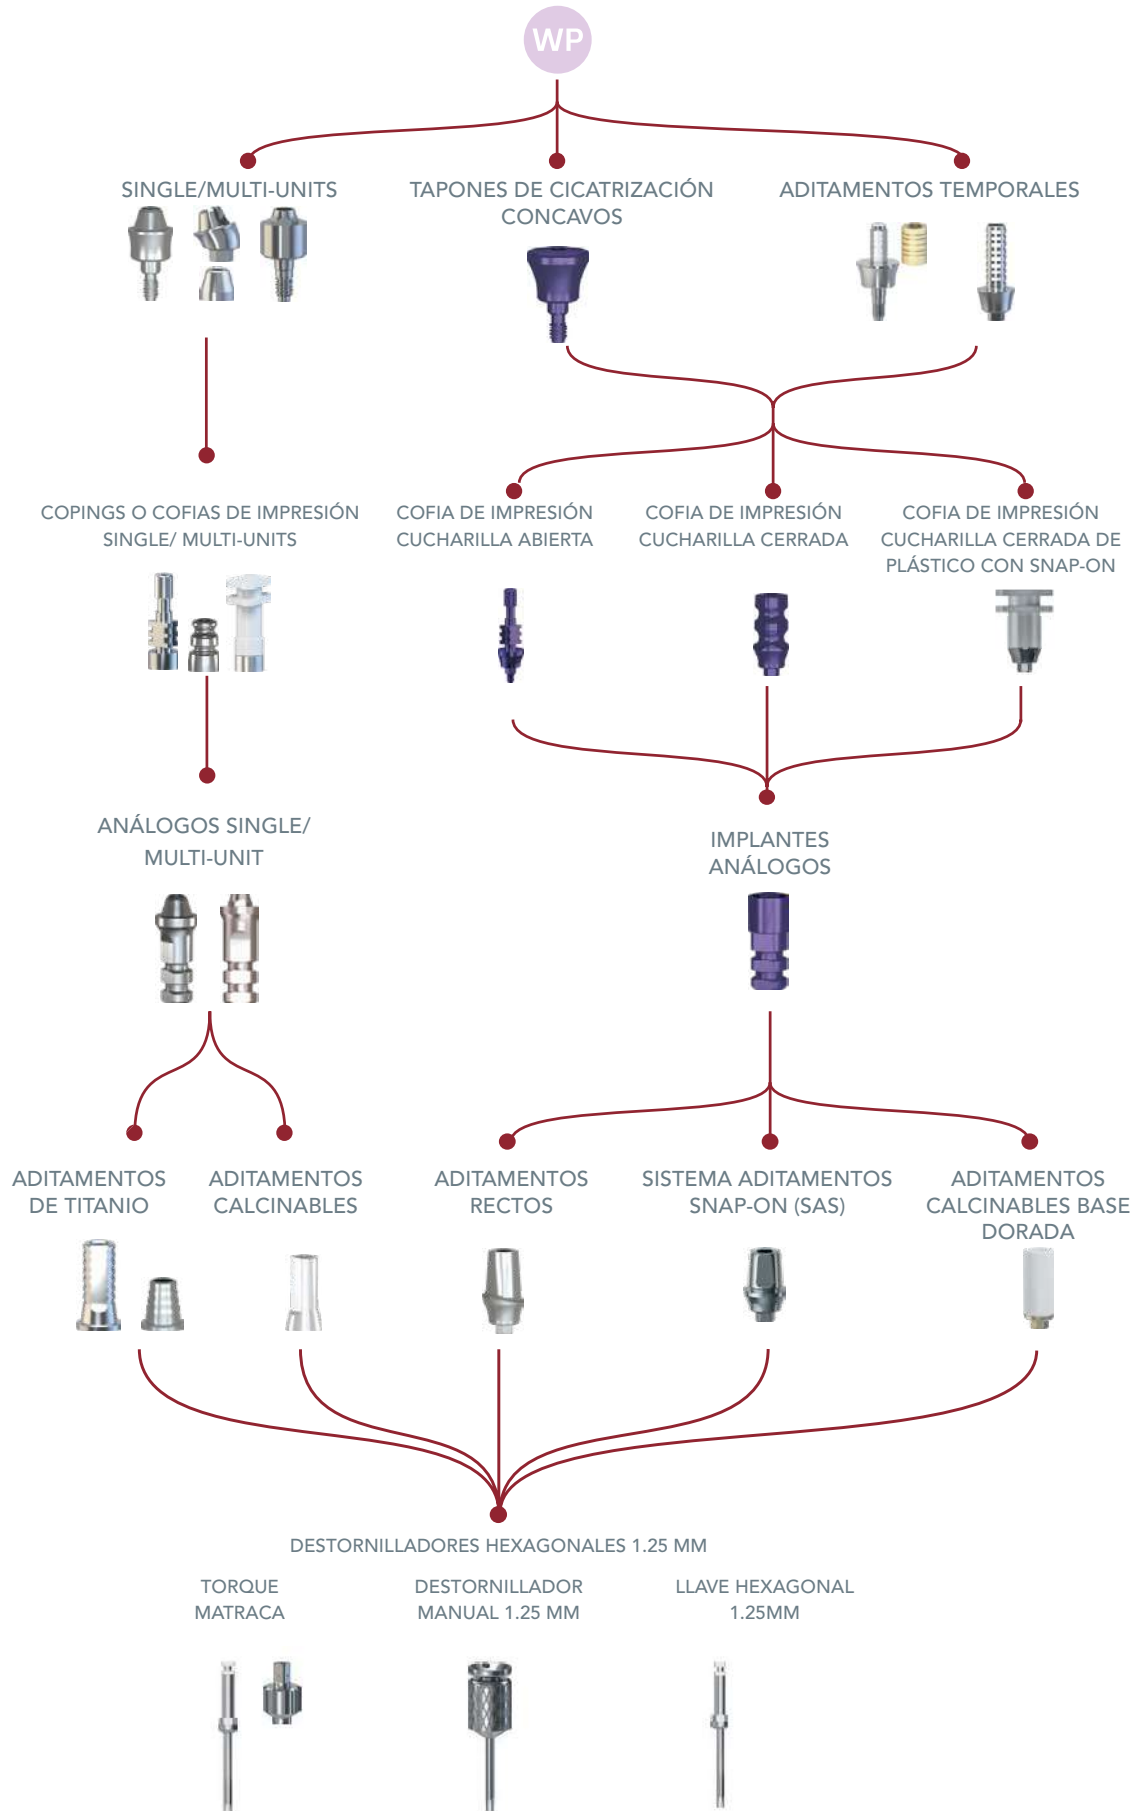 WP
SINGLE/MULTI-UNITS
TAPONES DE CICATRIZACIÓN
CONCAVOS
ADITAMENTOS TEMPORALES
COPINGS O COFIAS DE IMPRESIÓN
SINGLE/ MULTI-UNITS
COFIA DE IMPRESIÓN
CUCHARILLA ABIERTA
COFIA DE IMPRESIÓN
CUCHARILLA CERRADA
COFIA DE IMPRESIÓN
CUCHARILLA CERRADA DE
PLÁSTICO CON SNAP-ON
ANÁLOGOS SINGLE/
MULTI-UNIT
IMPLANTES
ANÁLOGOS
ADITAMENTOS
DE TITANIO
ADITAMENTOS
CALCINABLES
ADITAMENTOS
RECTOS
SISTEMA ADITAMENTOS
SNAP-ON (SAS)
ADITAMENTOS
CALCINABLES BASE
DORADA
DESTORNILLADORES HEXAGONALES 1.25 MM
TORQUE
MATRACA
DESTORNILLADOR
MANUAL 1.25 MM
LLAVE HEXAGONAL
1.25MM